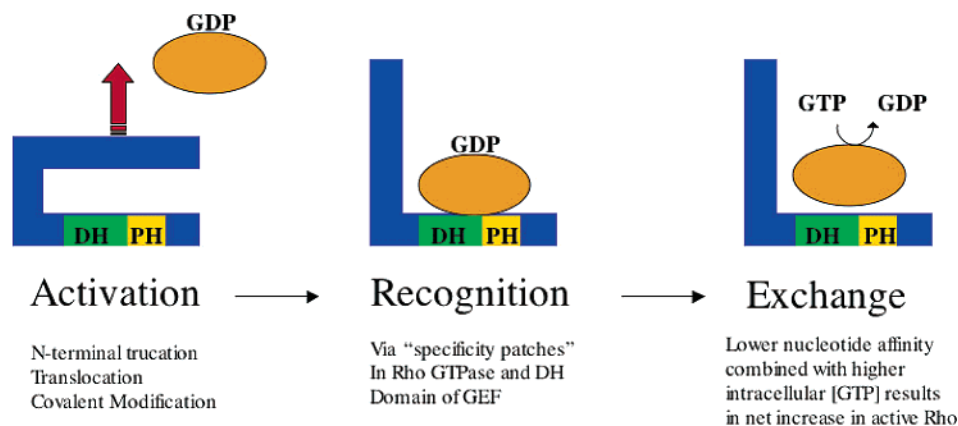 GDP
DH PH
Activation
N-terminal trucation
Translocation
Covalent Modification
GDP
DH PH
Recognition
Via “specificity patches”
In Rho GTPase and DH
Domain of GEF
GTP GDP
DH PH
Exchange
Lower nucleotide affinity
combined with higher
intracellular [GTP] results
in net increase in active Rho